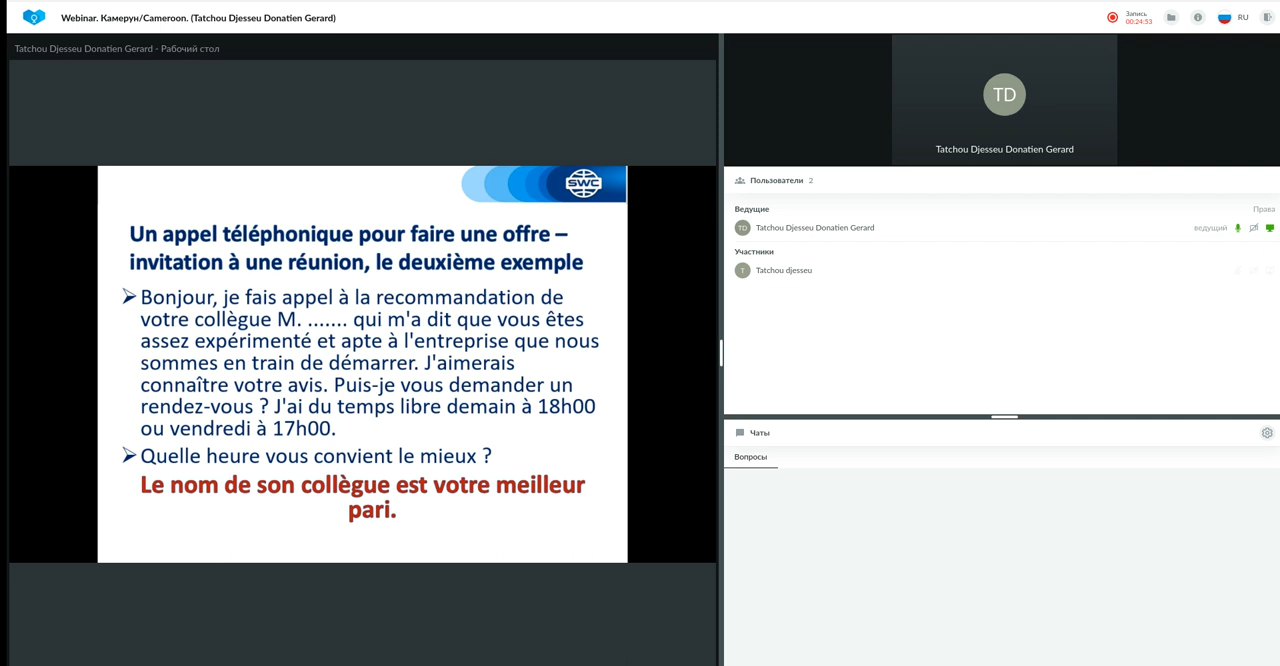 Webinar. Камерун/Cameroon. (Tatchou Djesseu Donatien Gerard)
Запись
00:24:53
RU
Tatchou Djesseu Donatien Gerard - Рабочий стол
SWC
Un appel téléphonique pour faire une offre –
invitation à une réunion, le deuxième exemple
Bonjour, je fais appel à la recommandation de
votre collègue M. ....... qui m'a dit que vous êtes
assez expérimenté et apte à l'entreprise que nous
sommes en train de démarrer. J'aimerais
connaître votre avis. Puis-je vous demander un
rendez-vous ? J'ai du temps libre demain à 18h00
ou vendredi à 17h00.
Quelle heure vous convient le mieux ?
Le nom de son collègue est votre meilleur
pari.
TD
Tatchou Djesseu Donatien Gerard
Пользователи 2
Ведущие Права
TD Tatchou Djesseu Donatien Gerard ведущий
Участники
T Tatchou djesseu
Чаты
Вопросы